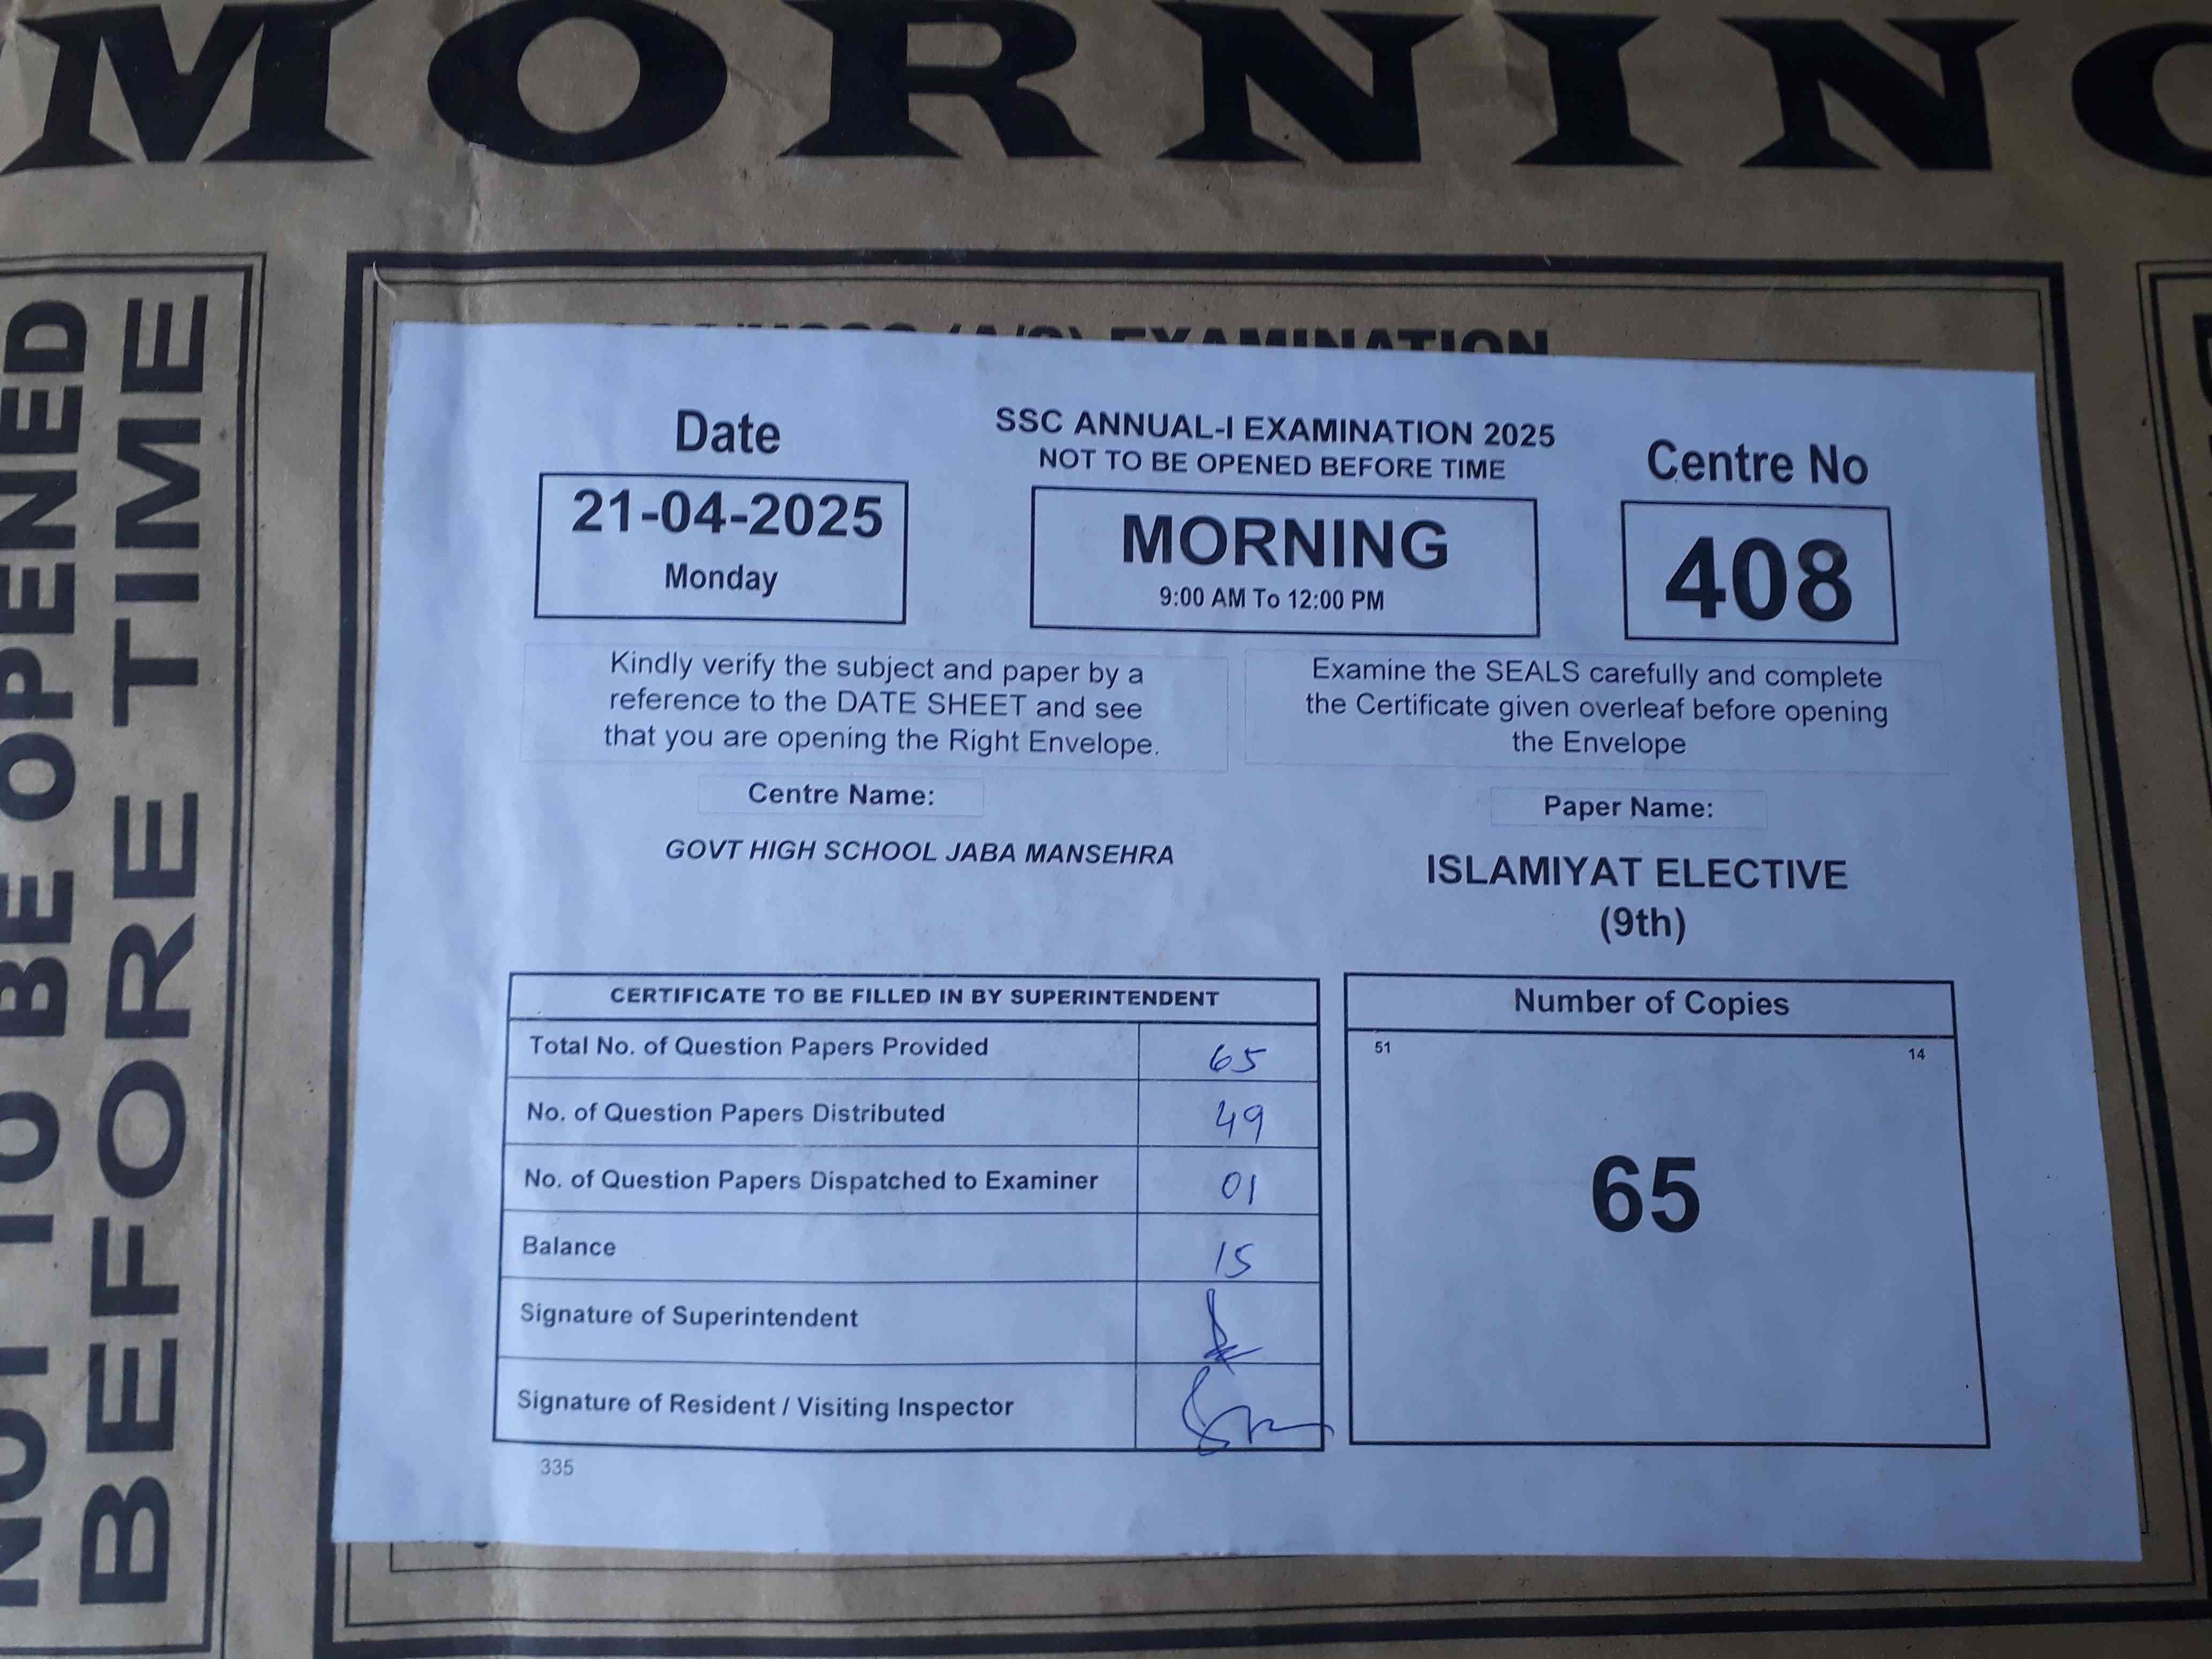 MORNING
NOT TO BE OPENED
BEFORE TIME
EXAMINATION
Date
21-04-2025
Monday
SSC ANNUAL-I EXAMINATION 2025
NOT TO BE OPENED BEFORE TIME
MORNING
9:00 AM To 12:00 PM
Centre No
408
Kindly verify the subject and paper by a
reference to the DATE SHEET and see
that you are opening the Right Envelope.
Examine the SEALS carefully and complete
the Certificate given overleaf before opening
the Envelope
Centre Name:
GOVT HIGH SCHOOL JABA MANSEHRA
Paper Name:
ISLAMIYAT ELECTIVE
(9th)
CERTIFICATE TO BE FILLED IN BY SUPERINTENDENT
Total No. of Question Papers Provided 65
No. of Question Papers Distributed 49
No. of Question Papers Dispatched to Examiner 01
Balance 15
Signature of Superintendent
Signature of Resident / Visiting Inspector
335
Number of Copies
51 14
65